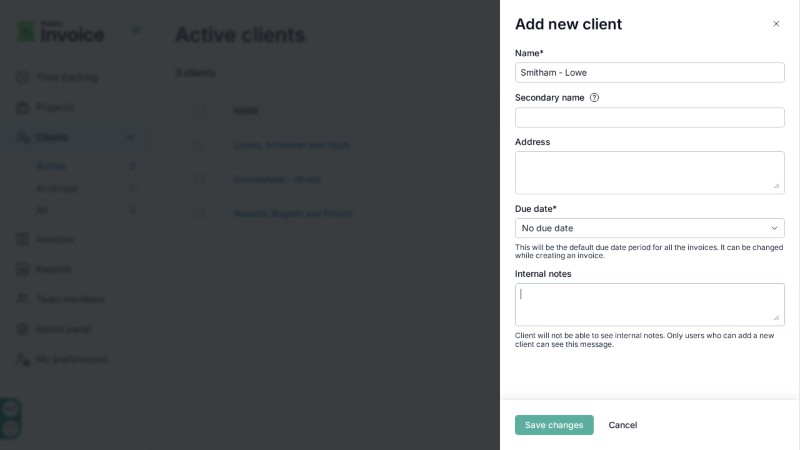 Invoice
Active clients
3 clients
NAME
Time tracking
Projects
Clients
Active
Archived
All
Invoices
Reports
Team members
Admin panel
My preferences
Add new client
Name*
Smitham - Lowe
Secondary name
?
Address
Due date*
No due date
This will be the default due date period for all the invoices. It can be changed
while creating an invoice.
Internal notes
Client will not be able to see internal notes. Only users who can add a new
client can see this message.
Save changes
Cancel